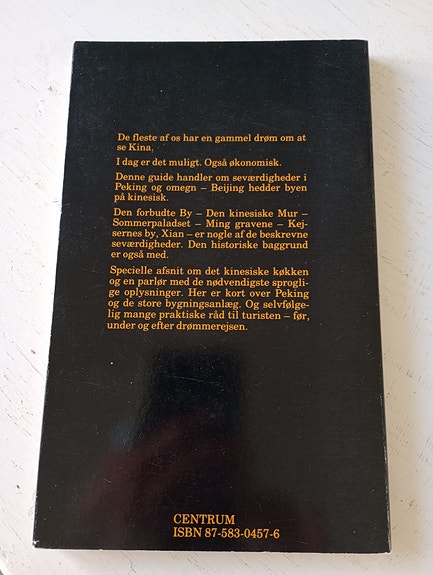 De fleste af os har en gammel drøm om at
se Kina,
I dag er det muligt. Også økonomisk.
Denne guide handler om seværdigheder i
Peking og omegn – Beijing hedder byen
på kinesisk.
Den forbudte By – Den kinesiske Mur –
Sommerpaladset – Ming gravene – Kej-
sernes by, Xian – er nogle af de beskrevne
seværdigheder. Den historiske baggrund
er også med.
Specielle afsnit om det kinesiske køkken
og en parlør med de nødvendigste sprogli-
ge oplysninger. Her er kort over Peking
og de store bygningsanlæg. Og selvfølge-
lig mange praktiske råd til turisten – før,
under og efter drømmerejsen.
CENTRUM
ISBN 87-583-0457-6